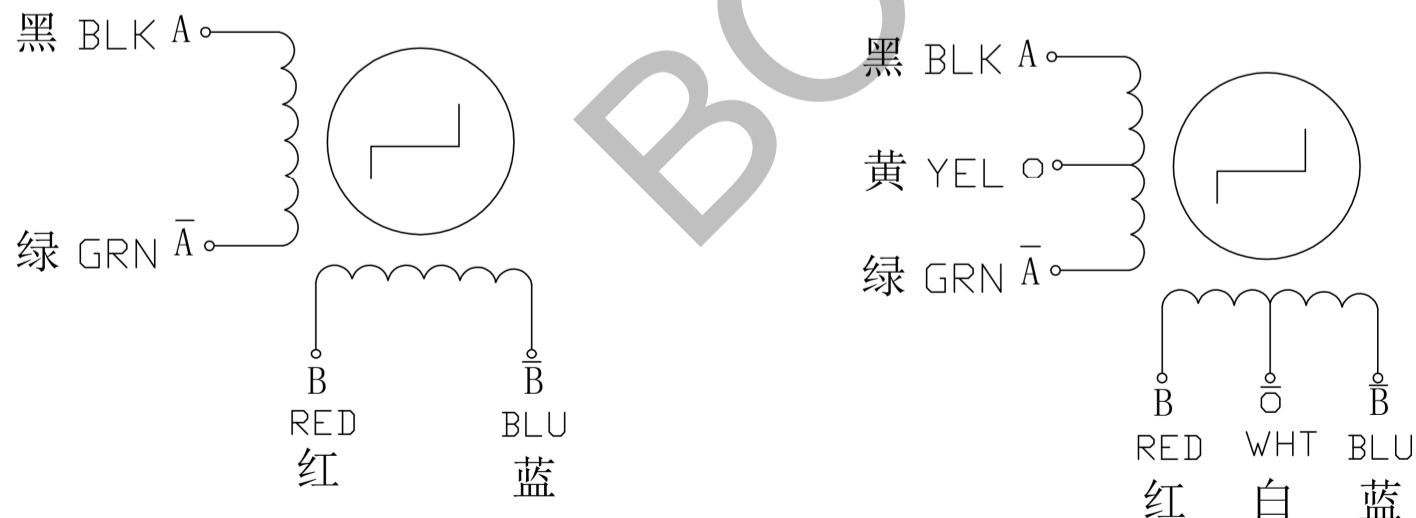 黑 BLK A
绿 GRN A̅
B B̅
RED BLU
红 蓝
BO
黑 BLK A
黄 YEL O
绿 GRN A̅
B O̅ B̅
RED WHT BLU
红 白 蓝